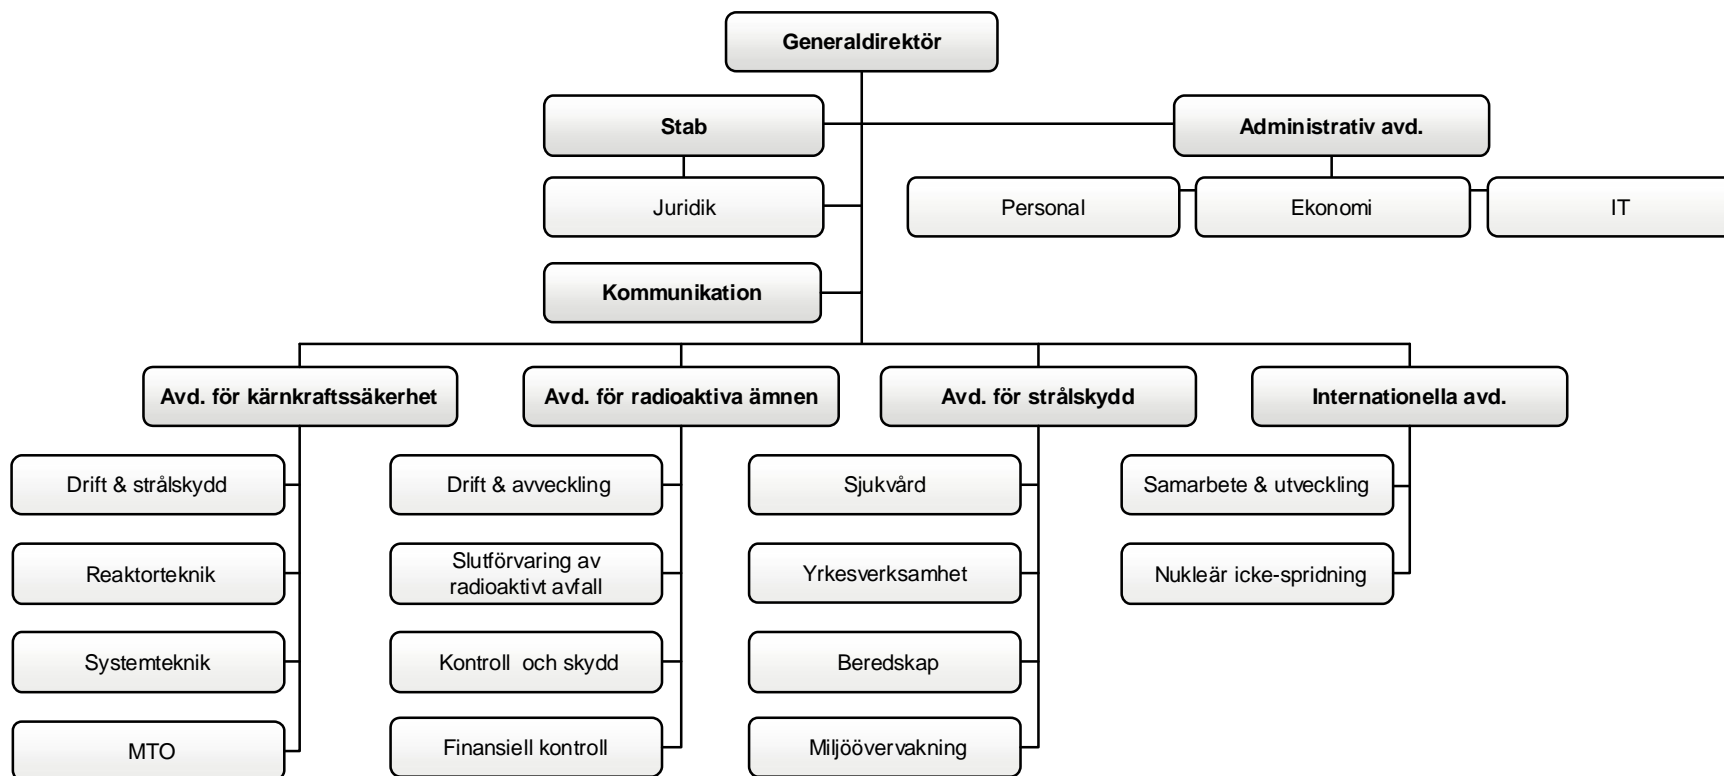 Generaldirektör
Stab
Administrativ avd.
Juridik
Personal
Ekonomi
IT
Kommunikation
Avd. för kärnkraftssäkerhet
Avd. för radioaktiva ämnen
Avd. för strålskydd
Internationella avd.
Drift & strålskydd
Drift & avveckling
Sjukvård
Samarbete & utveckling
Reaktorteknik
Slutförvaring av
radioaktivt avfall
Yrkesverksamhet
Nukleär icke-spridning
Systemteknik
Kontroll och skydd
Beredskap
MTO
Finansiell kontroll
Miljöövervakning